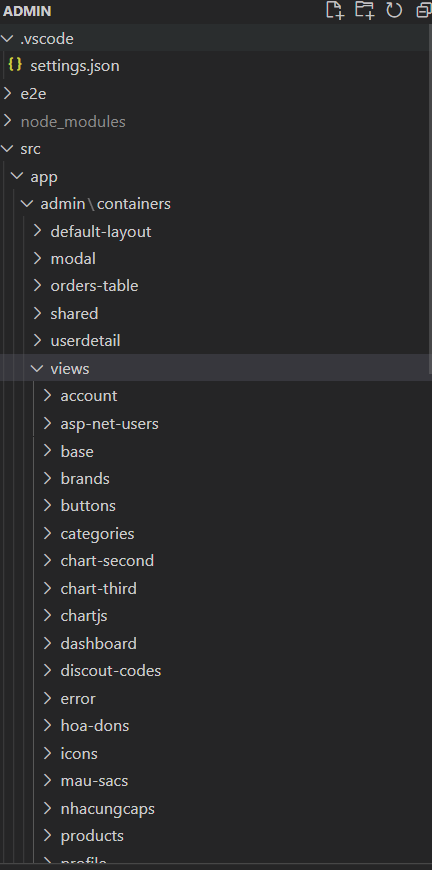 ADMIN
.vscode
{} settings.json
e2e
node_modules
src
app
admin\containers
default-layout
modal
orders-table
shared
userdetail
views
account
asp-net-users
base
brands
buttons
categories
chart-second
chart-third
chartjs
dashboard
discout-codes
error
hoa-dons
icons
mau-sacs
nhacungcaps
products
profile